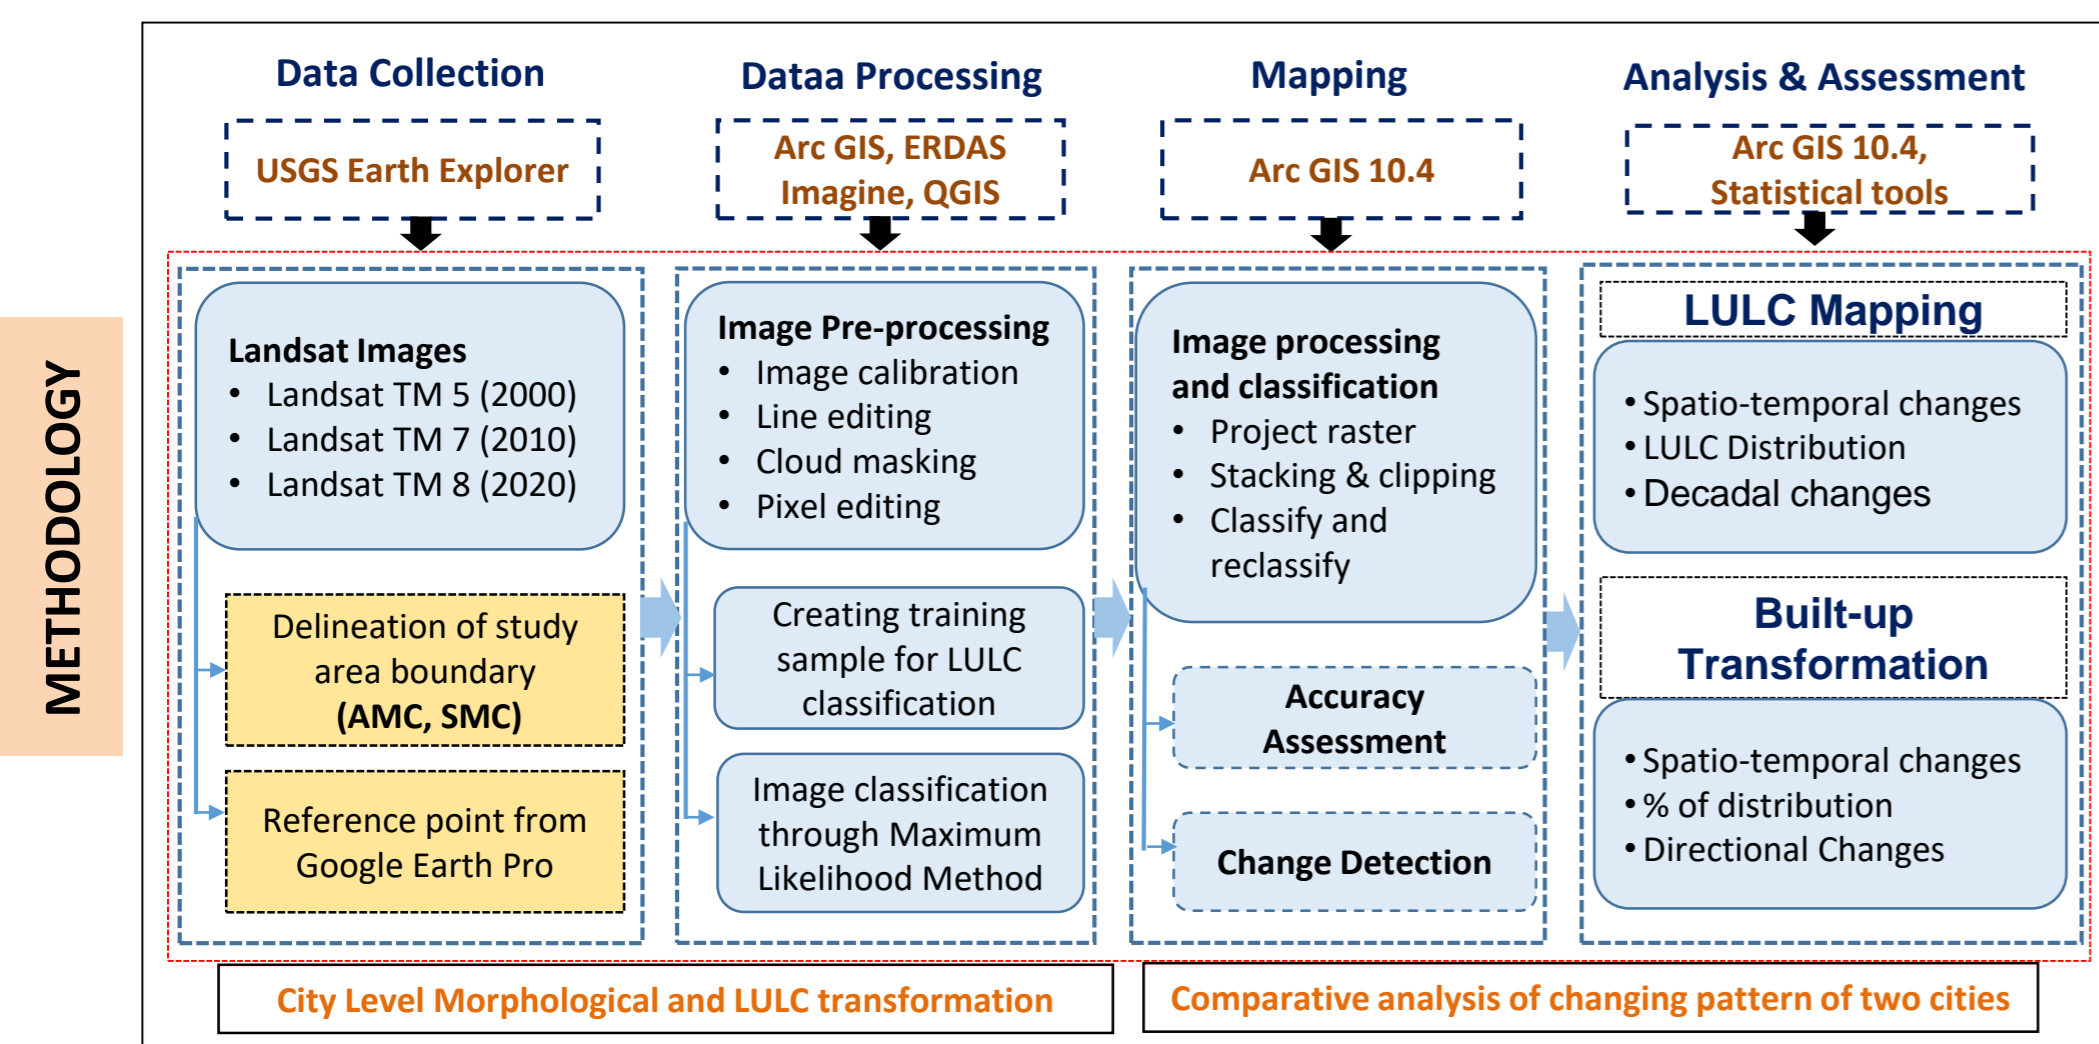 METHODOLOGY
Data Collection
USGS Earth Explorer
Landsat Images
• Landsat TM 5 (2000)
• Landsat TM 7 (2010)
• Landsat TM 8 (2020)
Delineation of study
area boundary
(AMC, SMC)
Reference point from
Google Earth Pro
Dataa Processing
Arc GIS, ERDAS
Imagine, QGIS
Image Pre-processing
• Image calibration
• Line editing
• Cloud masking
• Pixel editing
Creating training
sample for LULC
classification
Image classification
through Maximum
Likelihood Method
Mapping
Arc GIS 10.4
Image processing
and classification
• Project raster
• Stacking & clipping
• Classify and
reclassify
Accuracy
Assessment
Change Detection
Analysis & Assessment
Arc GIS 10.4,
Statistical tools
LULC Mapping
• Spatio-temporal changes
• LULC Distribution
• Decadal changes
Built-up
Transformation
• Spatio-temporal changes
• % of distribution
• Directional Changes
City Level Morphological and LULC transformation
Comparative analysis of changing pattern of two cities